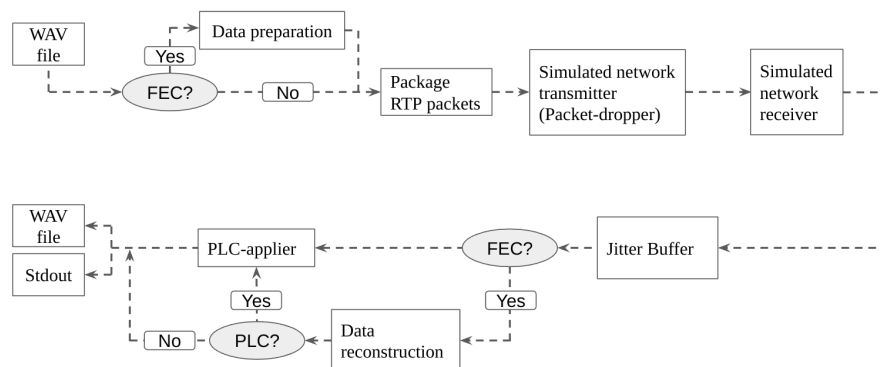 WAV
file
Data preparation
Yes
FEC?
No
Package
RTP packets
Simulated network
transmitter
(Packet-dropper)
Simulated
network
receiver
WAV
file
Stdout
PLC-applier
FEC?
Jitter Buffer
Yes
Yes
No
PLC?
Data
reconstruction